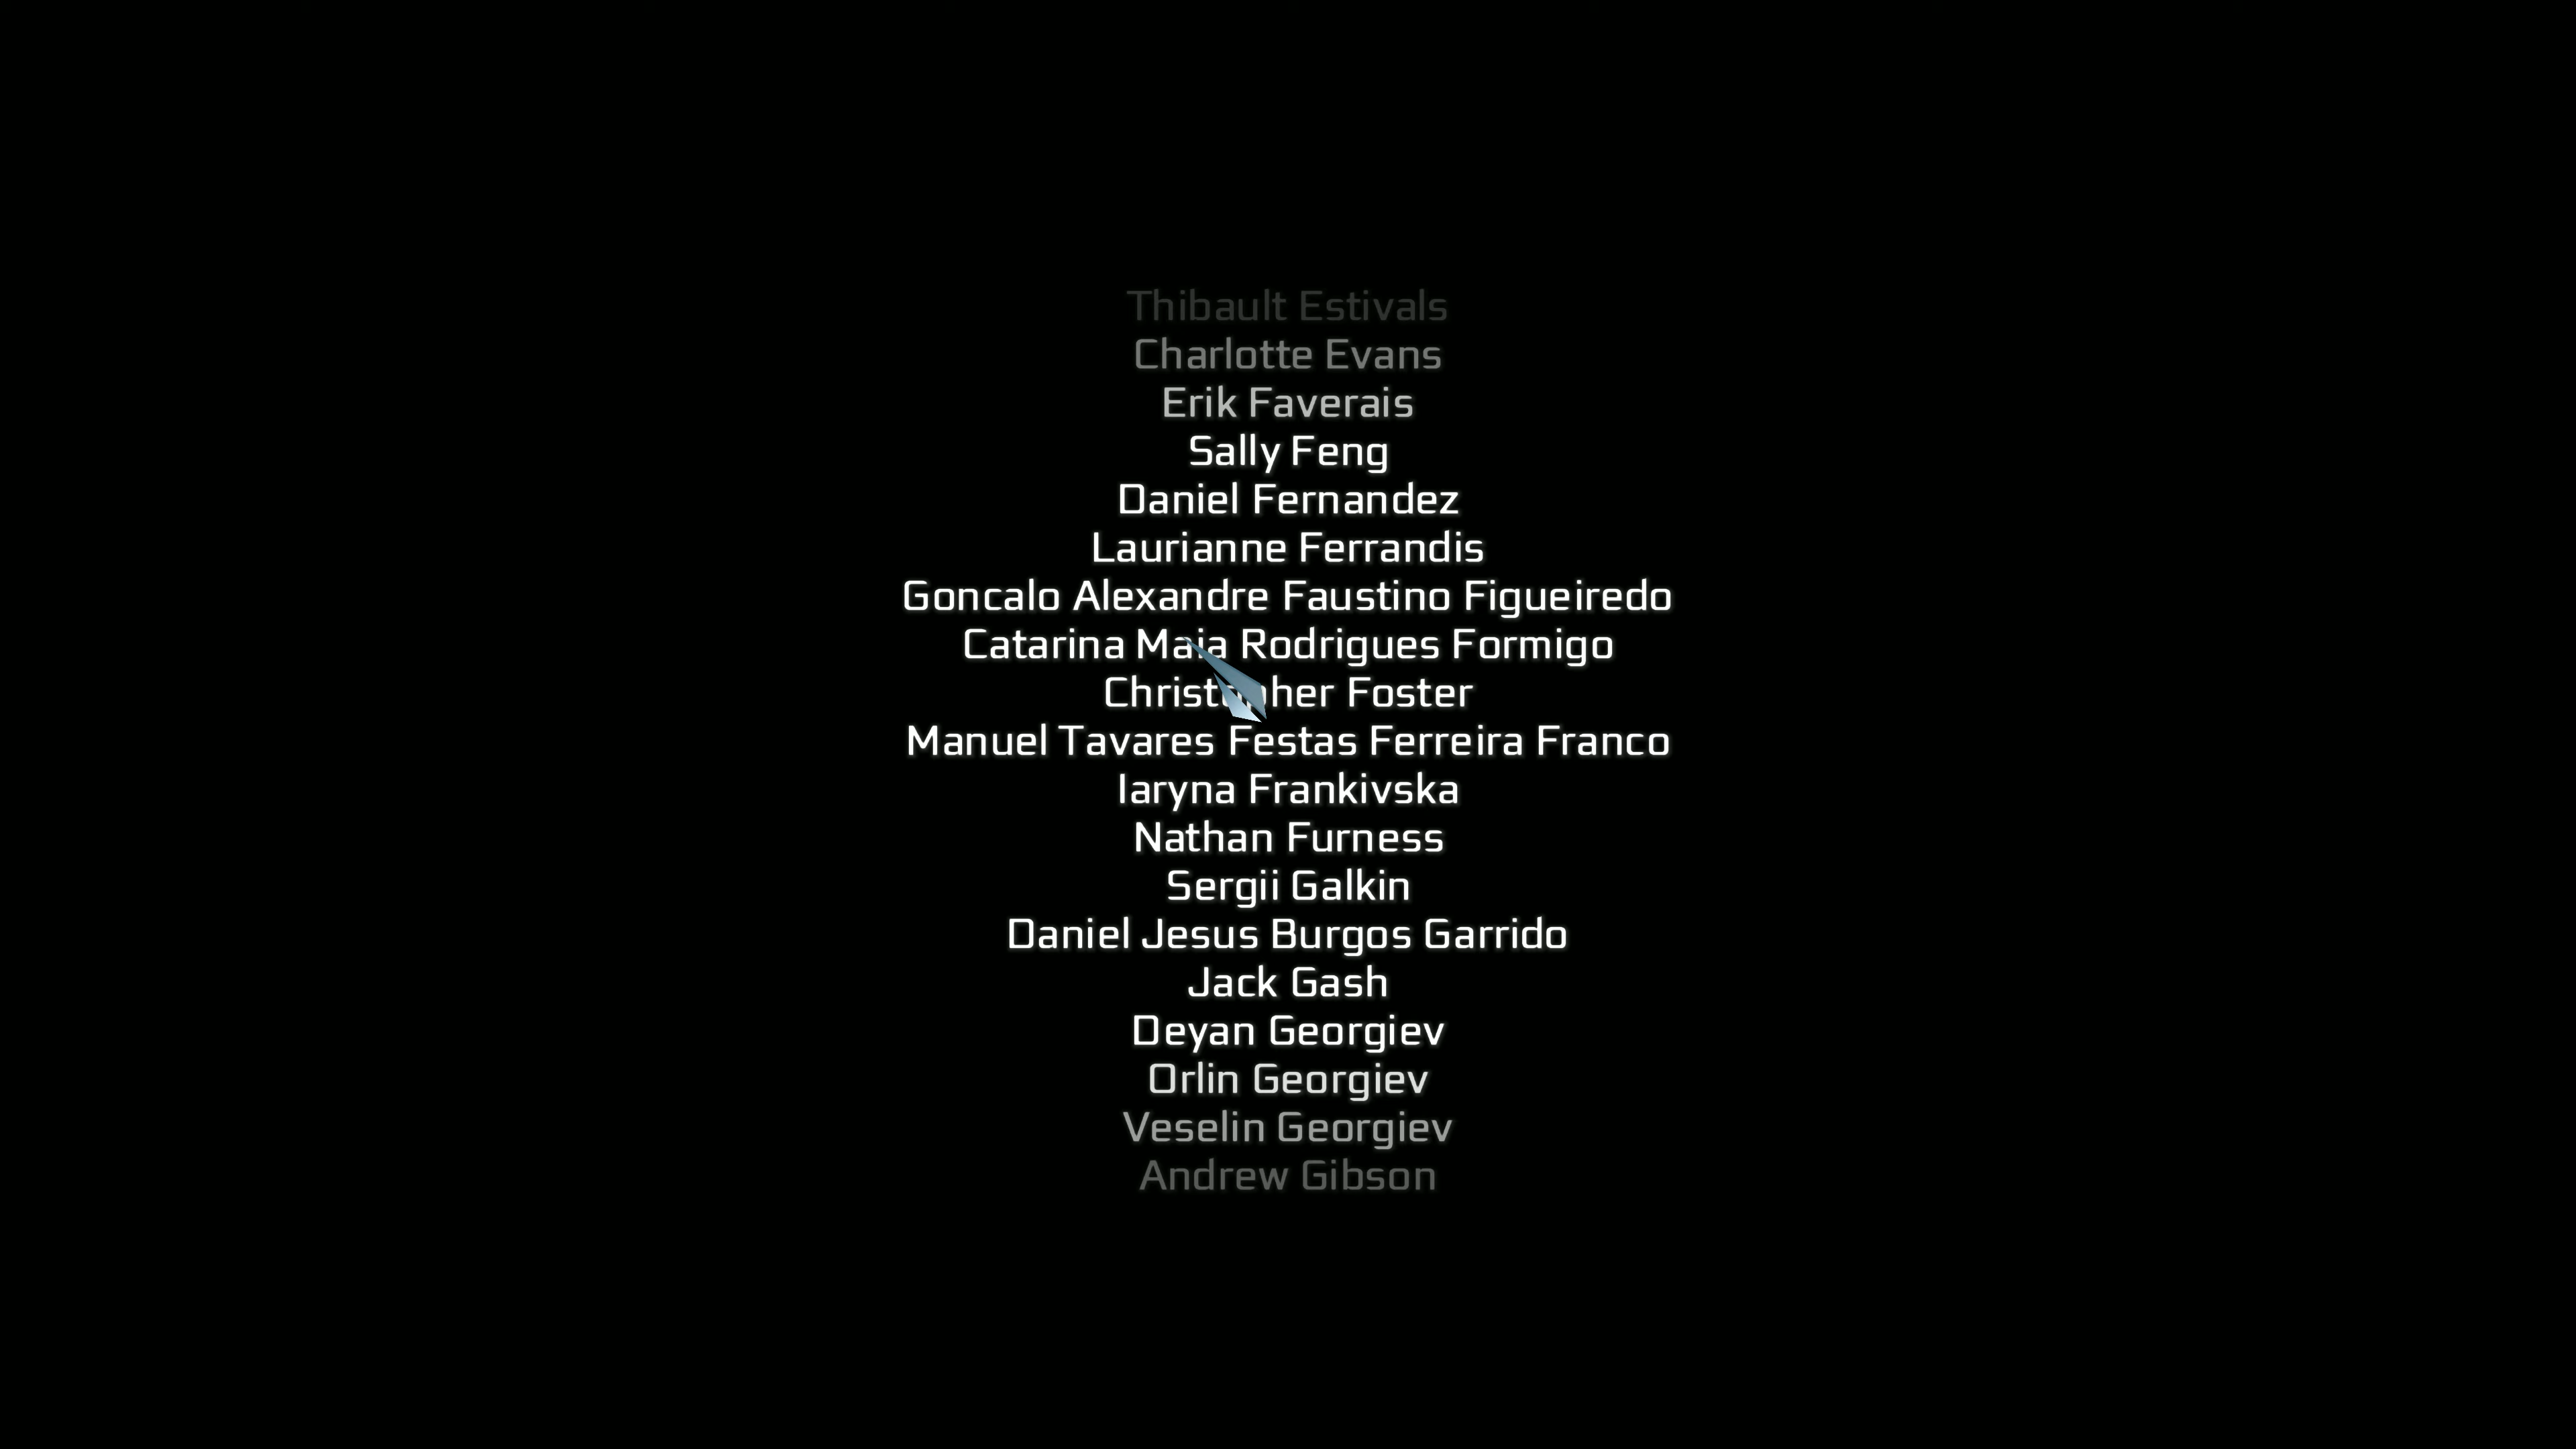 Thibault Estivals
Charlotte Evans
Erik Faverais
Sally Feng
Daniel Fernandez
Laurianne Ferrandis
Goncalo Alexandre Faustino Figueiredo
Catarina Maia Rodrigues Formigo
Christopher Foster
Manuel Tavares Festas Ferreira Franco
Iaryna Frankivska
Nathan Furness
Sergii Galkin
Daniel Jesus Burgos Garrido
Jack Gash
Deyan Georgiev
Orlin Georgiev
Veselin Georgiev
Andrew Gibson